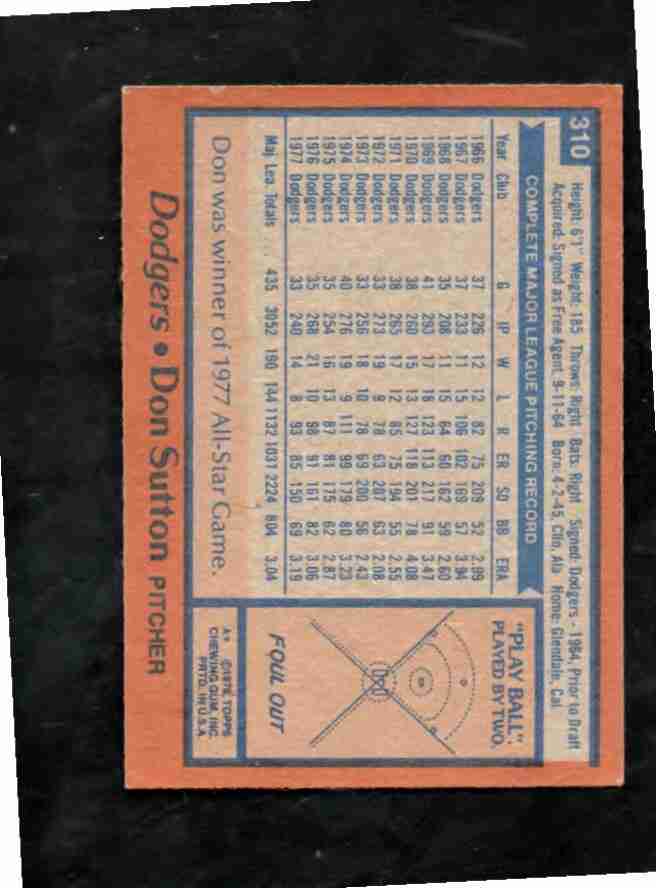 310
Height: 6'1" Weight: 185 Throws: Right Bats: Right Signed: Dodgers - 1964, Prior to Draft
Acquired: Signed as Free Agent, 9-11-64 Born: 4-2-45, Clio, Ala Home: Glendale, Cal.
COMPLETE MAJOR LEAGUE PITCHING RECORD
Year Club G IP W L R ER SO BB ERA
1966 Dodgers 37 226 12 12 82 75 209 52 2.99
1967 Dodgers 37 233 11 15 106 102 169 57 3.94
1968 Dodgers 35 208 11 15 64 60 162 59 2.60
1969 Dodgers 41 293 17 18 123 113 217 91 3.47
1970 Dodgers 38 260 15 13 127 118 201 78 4.08
1971 Dodgers 38 265 17 12 85 75 194 55 2.55
1972 Dodgers 33 273 19 9 78 63 207 63 2.08
1973 Dodgers 33 256 18 10 78 69 200 56 2.43
1974 Dodgers 40 276 19 9 111 99 179 80 3.23
1975 Dodgers 35 254 16 13 87 81 175 62 2.87
1976 Dodgers 35 268 21 10 98 91 161 82 3.06
1977 Dodgers 33 240 14 8 93 85 150 69 3.19
Maj. Lea. Totals 435 3052 190 144 1132 1031 2224 804 3.04
Don was winner of 1977 All-Star Game.
"PLAY BALL".
PLAYED BY TWO.
FOUL OUT
A* ©1978, TOPPS
CHEWING GUM, INC.
PRTD. IN U.S.A.
Dodgers • Don Sutton PITCHER